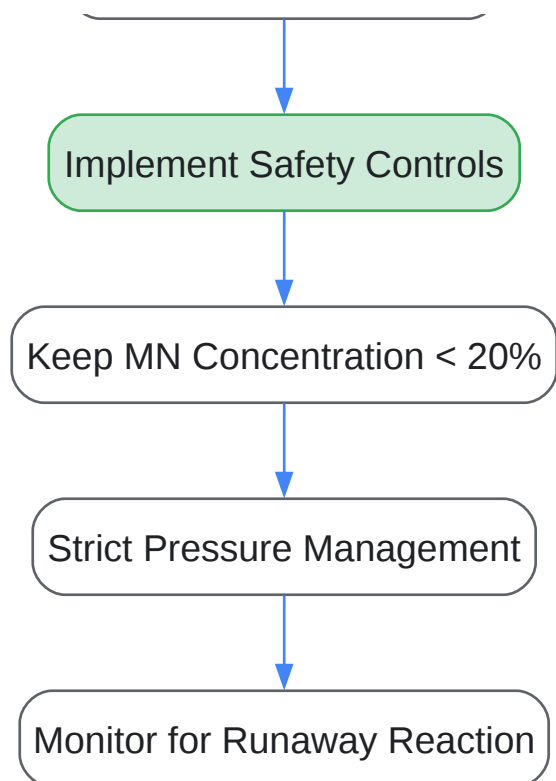 Implement Safety Controls
Keep MN Concentration < 20%
Strict Pressure Management
Monitor for Runaway Reaction